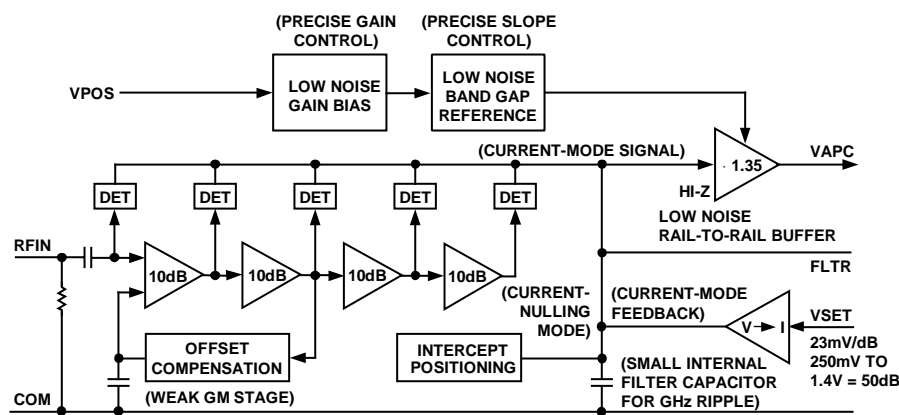 (PRECISE GAIN
CONTROL)
(PRECISE SLOPE
CONTROL)
VPOS
LOW NOISE
GAIN BIAS
LOW NOISE
BAND GAP
REFERENCE
(CURRENT-MODE SIGNAL)
· 1.35
VAPC
HI-Z
DET
DET
DET
DET
DET
LOW NOISE
RAIL-TO-RAIL BUFFER
RFIN
FLTR
10dB
10dB
10dB
10dB
(CURRENT-
NULLING
MODE)
(CURRENT-MODE
FEEDBACK)
V
I
VSET
23mV/dB
250mV TO
1.4V = 50dB
OFFSET
COMPENSATION
INTERCEPT
POSITIONING
(WEAK GM STAGE)
(SMALL INTERNAL
FILTER CAPACITOR
FOR GHz RIPPLE)
COM